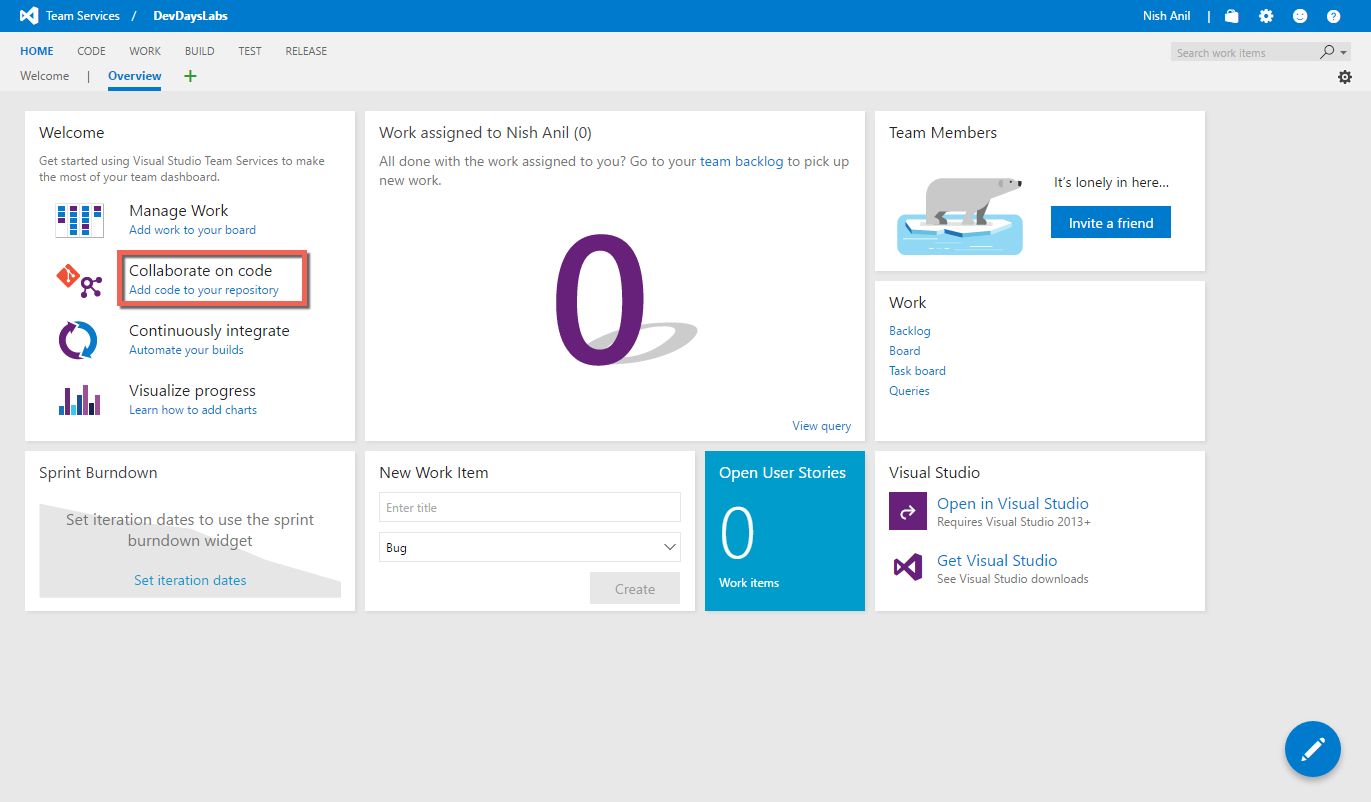 Team Services / DevDaysLabs
Nish Anil |
HOME CODE WORK BUILD TEST RELEASE
Search work items
Welcome | Overview +
Welcome
Get started using Visual Studio Team Services to make
the most of your team dashboard.
Manage Work
Add work to your board
Collaborate on code
Add code to your repository
Continuously integrate
Automate your builds
Visualize progress
Learn how to add charts
Work assigned to Nish Anil (0)
All done with the work assigned to you? Go to your team backlog to pick up
new work.
0
View query
Team Members
It's lonely in here...
Invite a friend
Work
Backlog
Board
Task board
Queries
Sprint Burndown
Set iteration dates to use the sprint
burndown widget
Set iteration dates
New Work Item
Enter title
Bug
Create
Open User Stories
0
Work items
Visual Studio
Open in Visual Studio
Requires Visual Studio 2013+
Get Visual Studio
See Visual Studio downloads